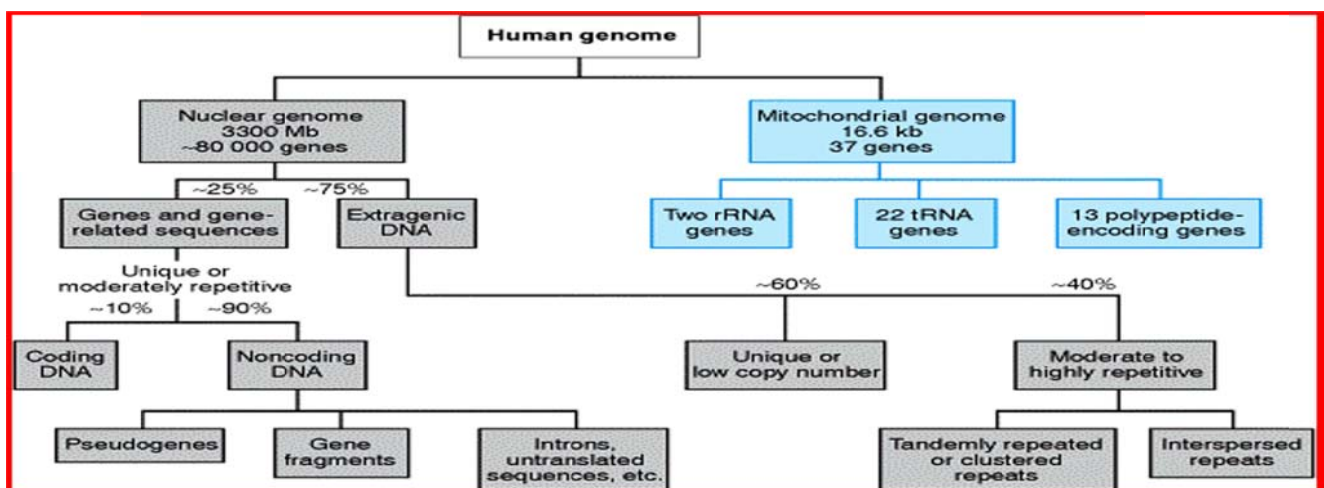 Human genome
Nuclear genome
3300 Mb
~80 000 genes
Mitochondrial genome
16.6 kb
37 genes
~25%
~75%
Genes and gene-
related sequences
Extragenic
DNA
Two rRNA
genes
22 tRNA
genes
13 polypeptide-
encoding genes
Unique or
moderately repetitive
~10%
~90%
~60%
~40%
Coding
DNA
Noncoding
DNA
Unique or
low copy number
Moderate to
highly repetitive
Pseudogenes
Gene
fragments
Introns,
untranslated
sequences, etc.
Tandemly repeated
or clustered
repeats
Interspersed
repeats